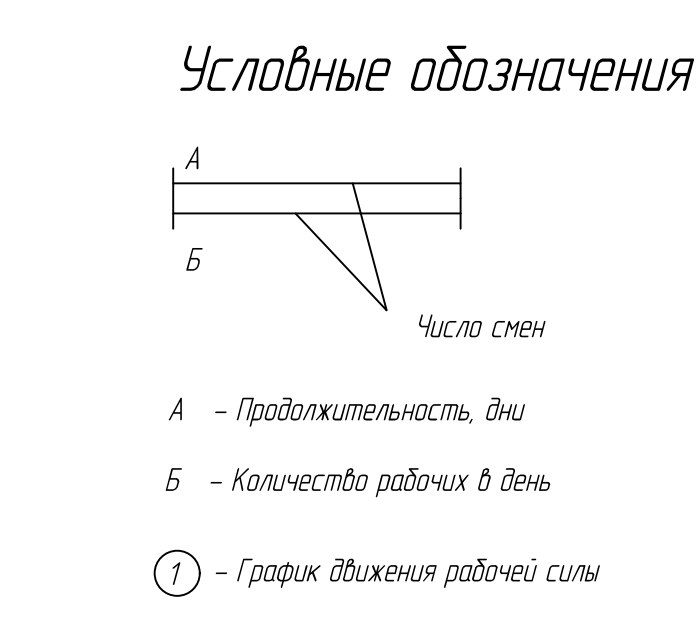 Условные обозначения
А
Б
Число смен
А – Продолжительность, дни
Б – Количество рабочих в день
1 – График движения рабочей силы